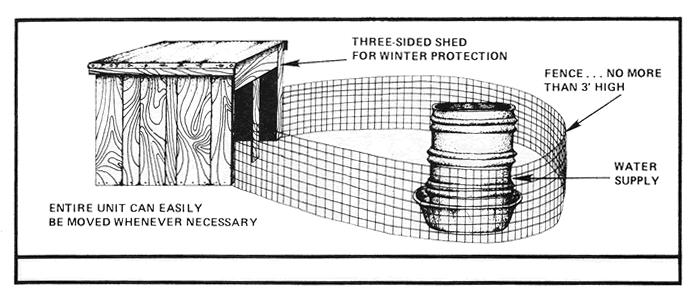 THREE-SIDED SHED
FOR WINTER PROTECTION
FENCE . . . NO MORE
THAN 3' HIGH
WATER
SUPPLY
ENTIRE UNIT CAN EASILY
BE MOVED WHENEVER NECESSARY